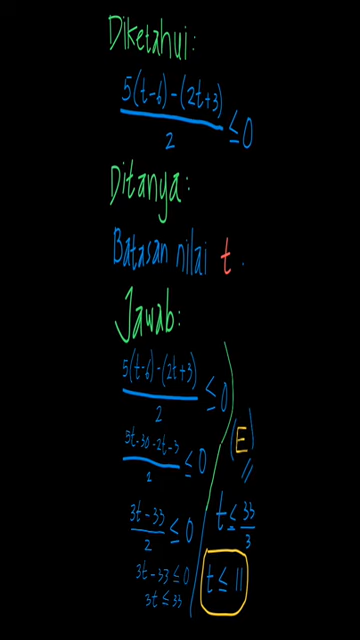 Diketahui:
5(t-6)-(2t+3)/2 ≤ 0
Ditanya:
Batasan nilai t.
Jawab:
5(t-6)-(2t+3)/2 ≤ 0
5t-30-2t-3/2 ≤ 0
3t-33/2 ≤ 0
3t-33 ≤ 0
3t ≤ 33
t ≤ 33/3
t ≤ 11
(E)